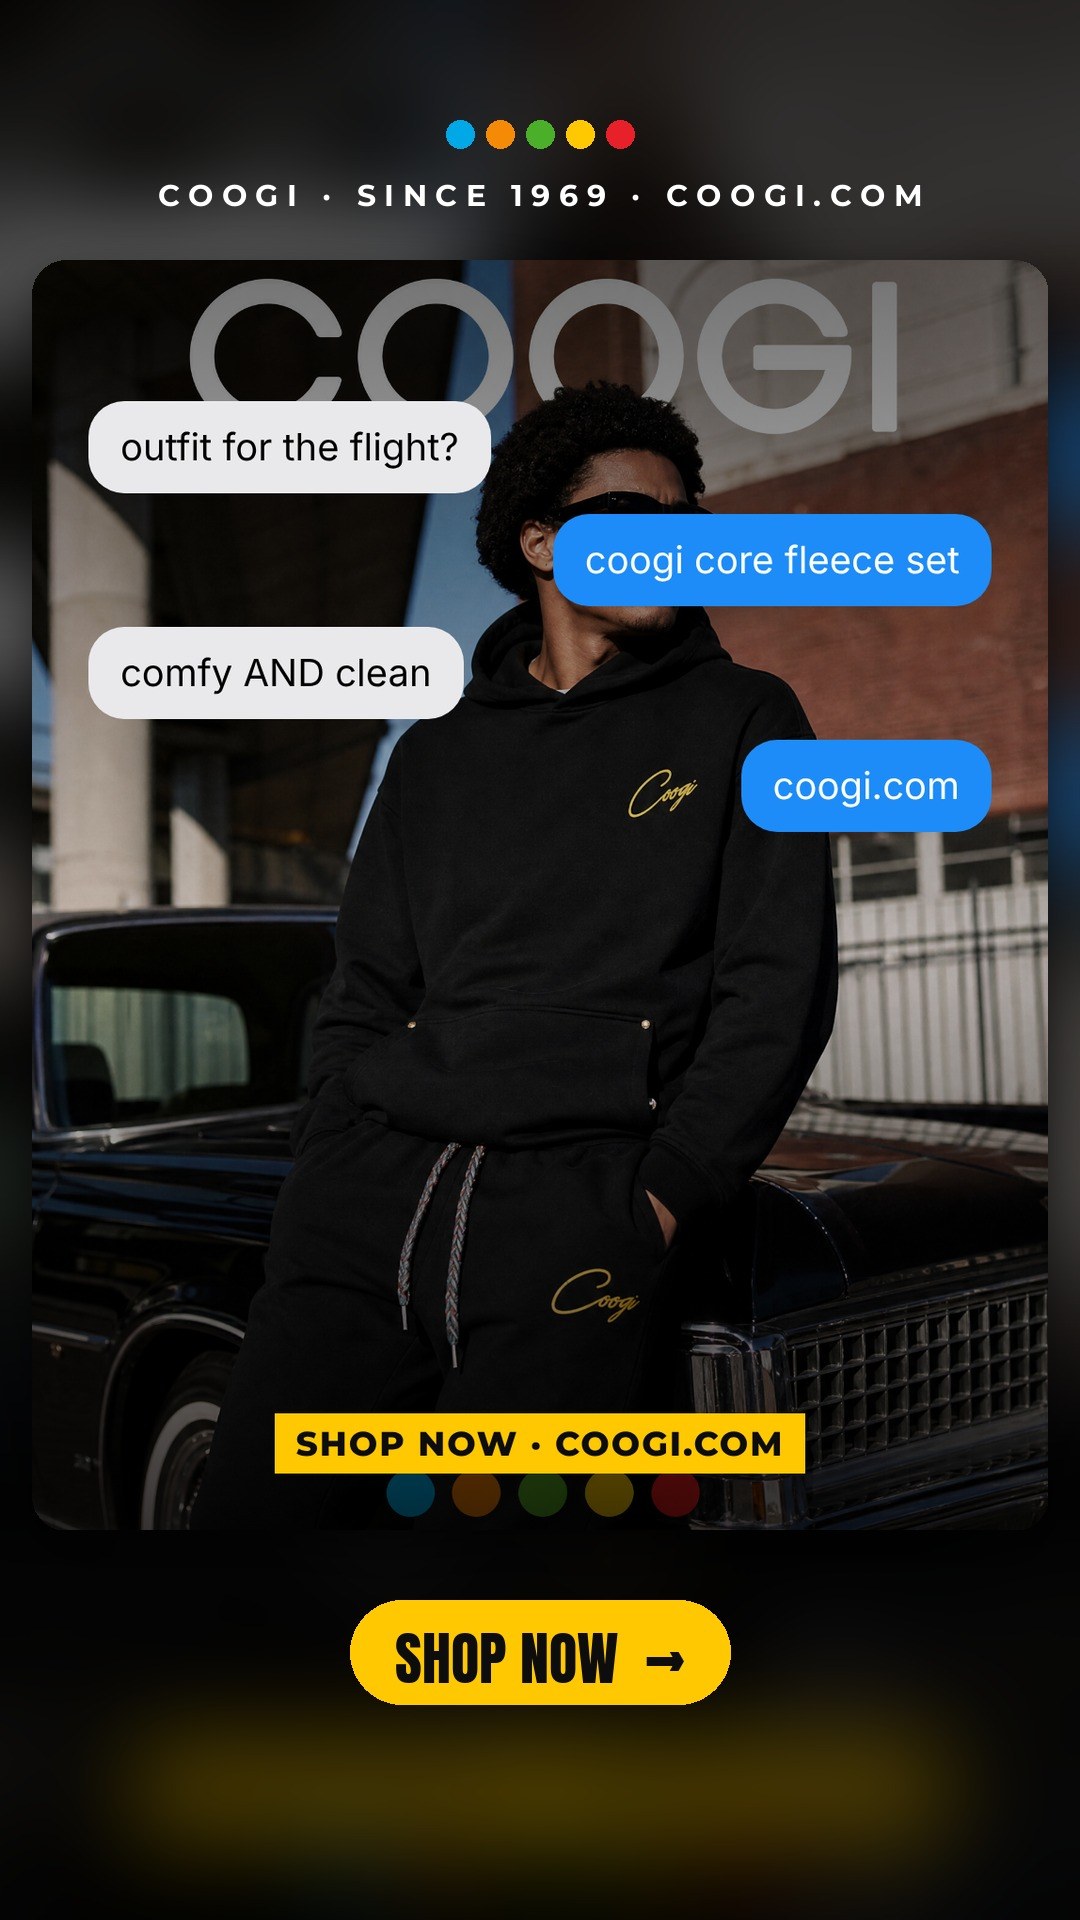 COOGI · SINCE 1969 · COOGI.COM
COOGI
outfit for the flight?
coogi core fleece set
comfy AND clean
Coogi
coogi.com
Coogi
SHOP NOW · COOGI.COM
SHOP NOW →